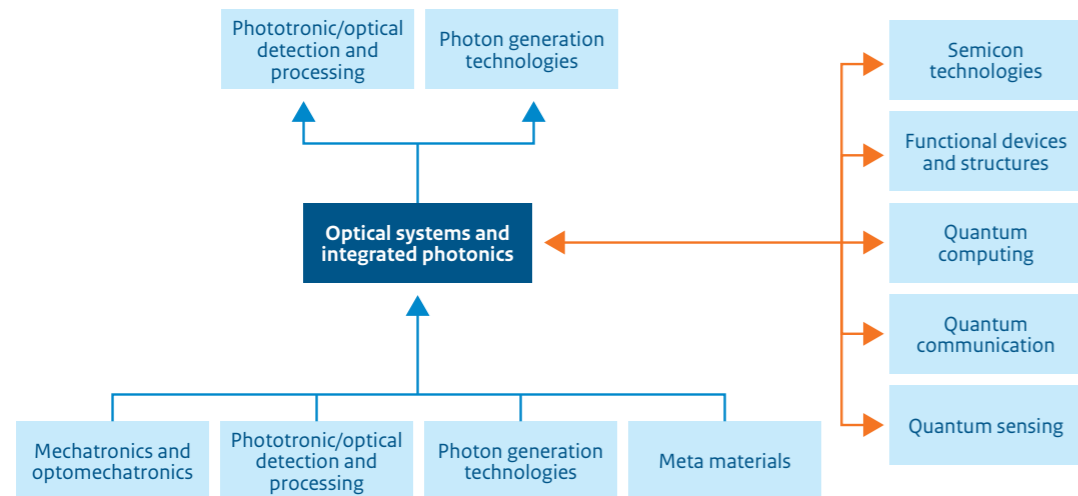 Phototronic/optical
detection and
processing
Photon generation
technologies
Semicon
technologies
Functional devices
and structures
Optical systems and
integrated photonics
Quantum
computing
Quantum
communication
Quantum sensing
Mechatronics and
optomechatronics
Phototronic/optical
detection and
processing
Photon generation
technologies
Meta materials